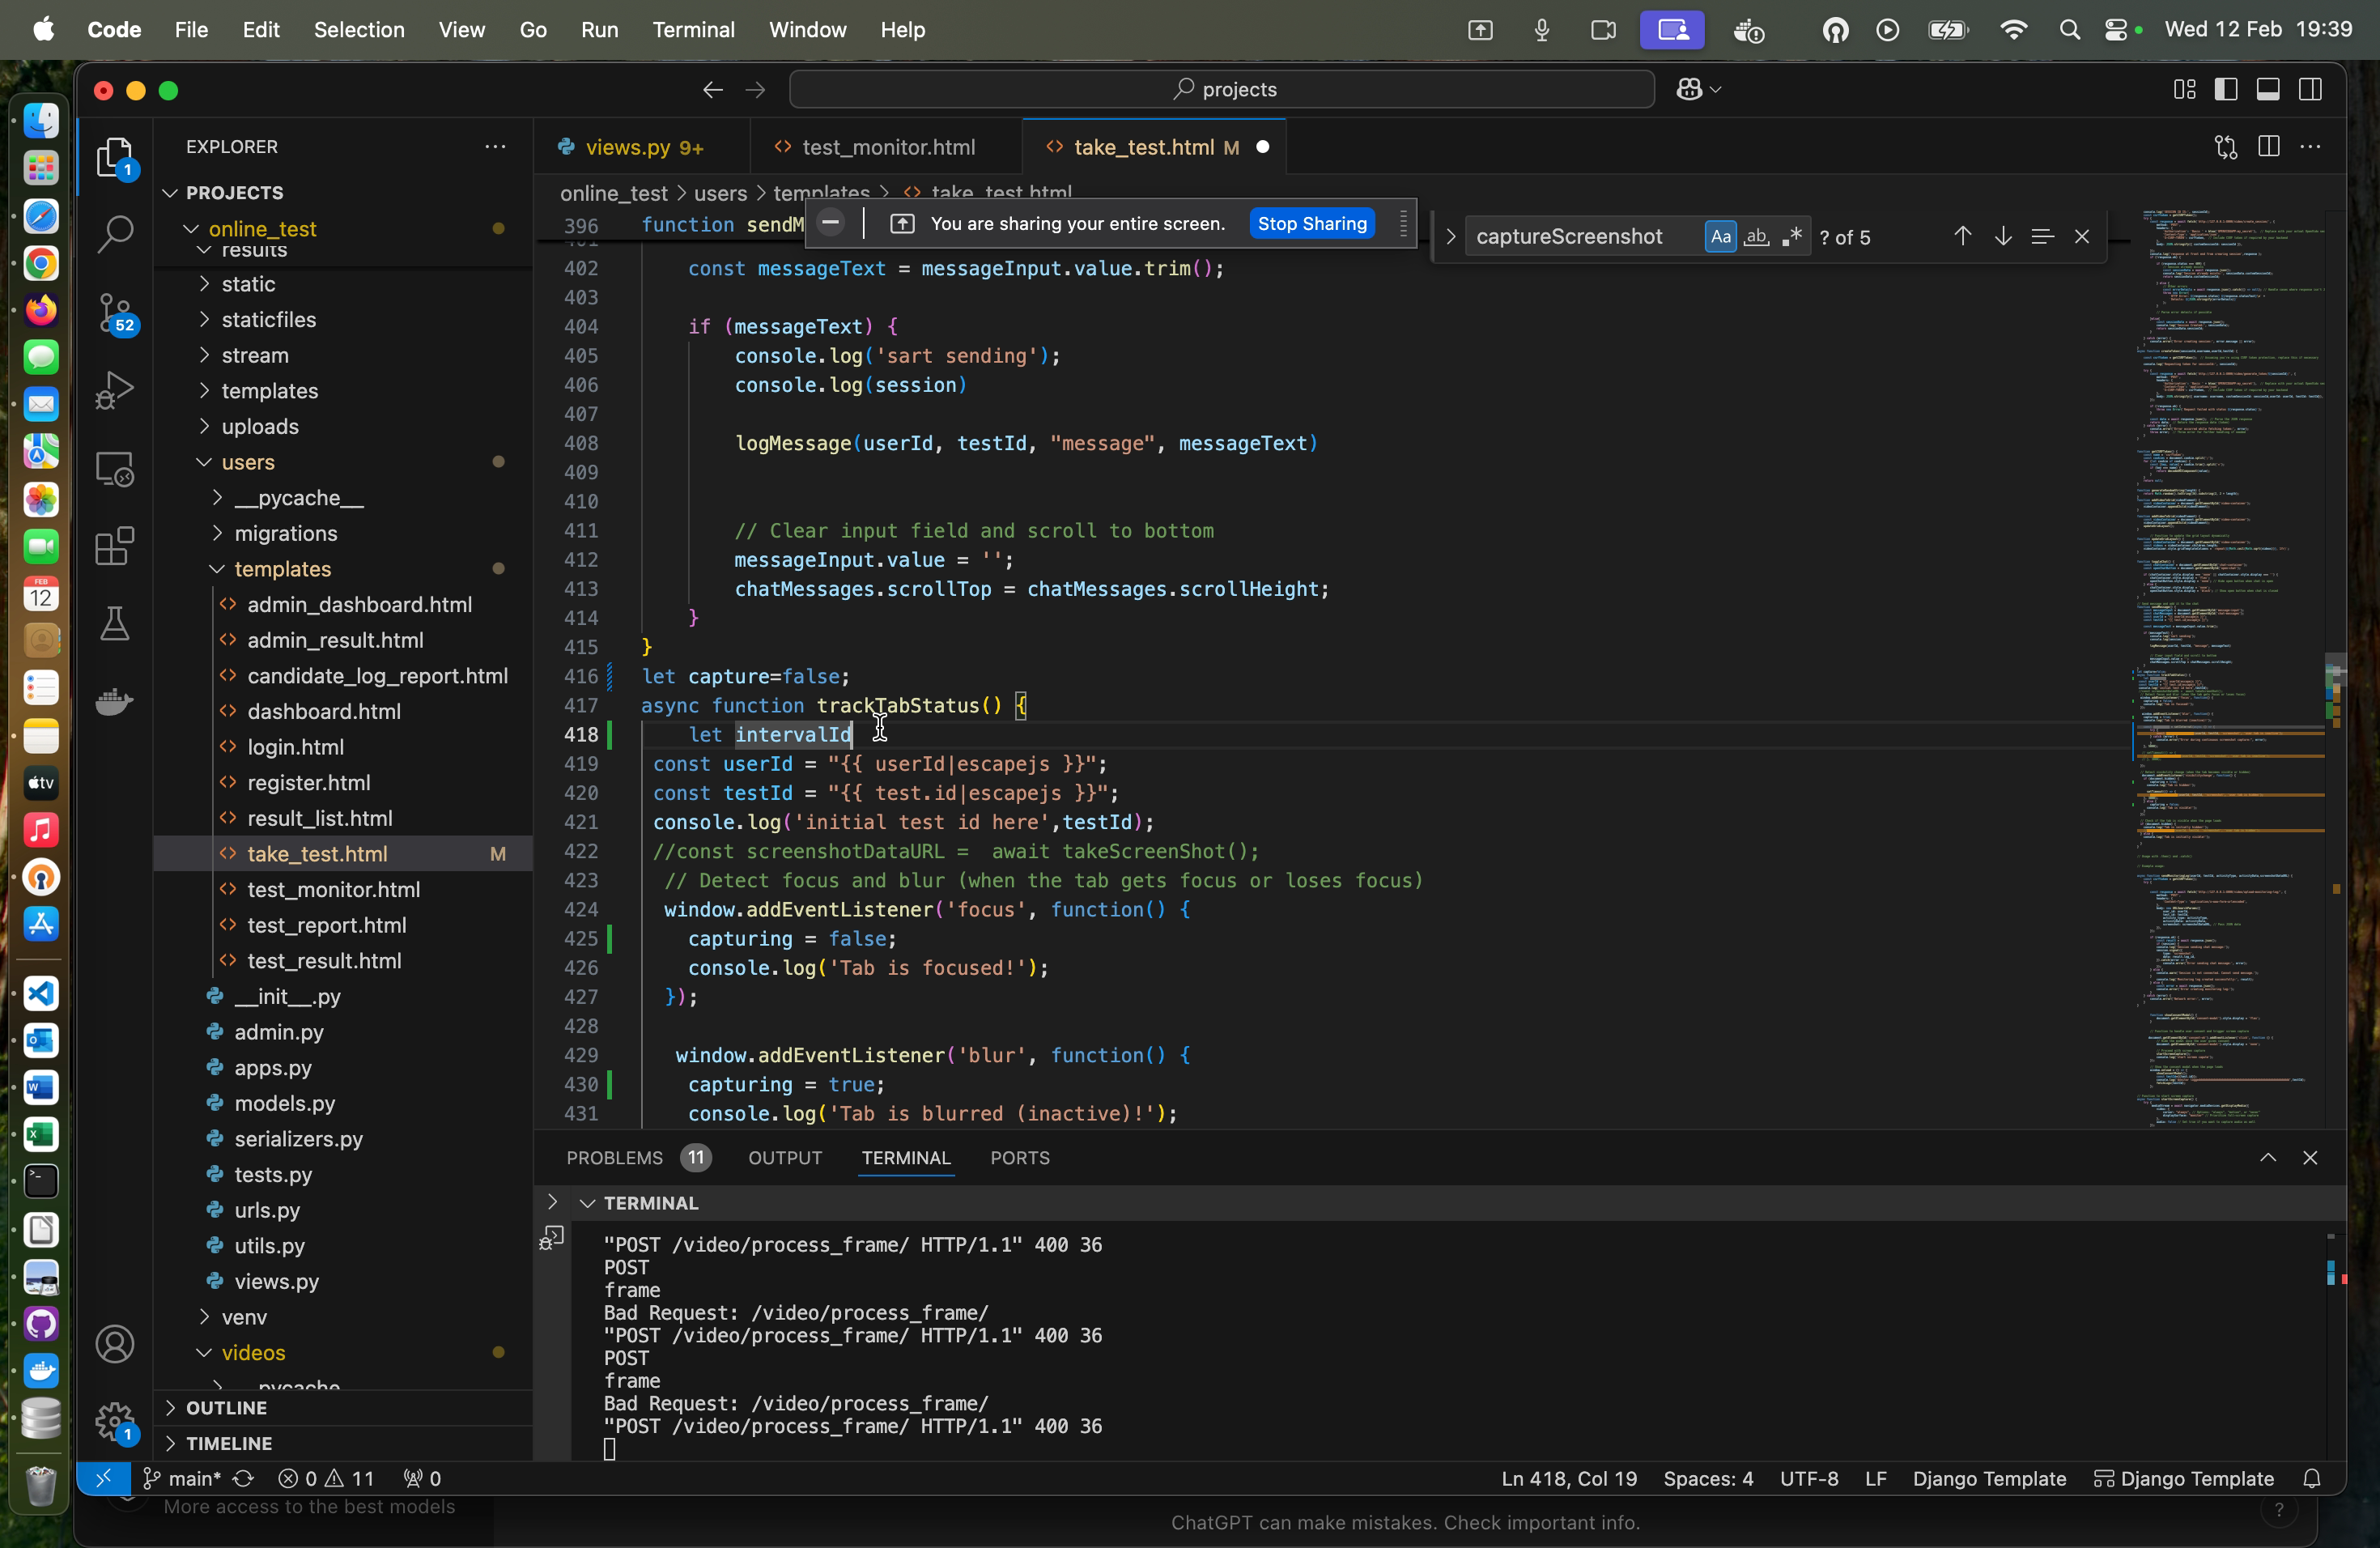 Code File Edit Selection View Go Run Terminal Window Help Wed 12 Feb 19:39
projects
EXPLORER
PROJECTS
online_test
results
static
staticfiles
stream
templates
uploads
users
__pycache__
migrations
templates
admin_dashboard.html
admin_result.html
candidate_log_report.html
dashboard.html
login.html
register.html
result_list.html
take_test.html M
test_monitor.html
test_report.html
test_result.html
__init__.py
admin.py
apps.py
models.py
serializers.py
tests.py
urls.py
utils.py
views.py
venv
videos
__pycache__
OUTLINE
TIMELINE
1
52
1
FEB
12
tv
views.py 9+ test_monitor.html take_test.html M
online_test > users > templates > take_test.html
You are sharing your entire screen. Stop Sharing
captureScreenshot Aa ab ? of 5
396 function sendM
401
402 const messageText = messageInput.value.trim();
403
404 if (messageText) {
405 console.log('sart sending');
406 console.log(session)
407
408 logMessage(userId, testId, "message", messageText)
409
410
411 // Clear input field and scroll to bottom
412 messageInput.value = '';
413 chatMessages.scrollTop = chatMessages.scrollHeight;
414 }
415 }
416 let capture=false;
417 async function trackTabStatus() {
418 let intervalId
419 const userId = "{{ userId|escapejs }}";
420 const testId = "{{ test.id|escapejs }}";
421 console.log('initial test id here',testId);
422 //const screenshotDataURL =  await takeScreenShot();
423 // Detect focus and blur (when the tab gets focus or loses focus)
424 window.addEventListener('focus', function() {
425 capturing = false;
426 console.log('Tab is focused!');
427 });
428
429 window.addEventListener('blur', function() {
430 capturing = true;
431 console.log('Tab is blurred (inactive)!');
PROBLEMS 11 OUTPUT TERMINAL PORTS
TERMINAL
"POST /video/process_frame/ HTTP/1.1" 400 36
POST
frame
Bad Request: /video/process_frame/
"POST /video/process_frame/ HTTP/1.1" 400 36
POST
frame
Bad Request: /video/process_frame/
"POST /video/process_frame/ HTTP/1.1" 400 36
main* 0 11 0 Ln 418, Col 19 Spaces: 4 UTF-8 LF Django Template Django Template
More access to the best models
ChatGPT can make mistakes. Check important info.
?